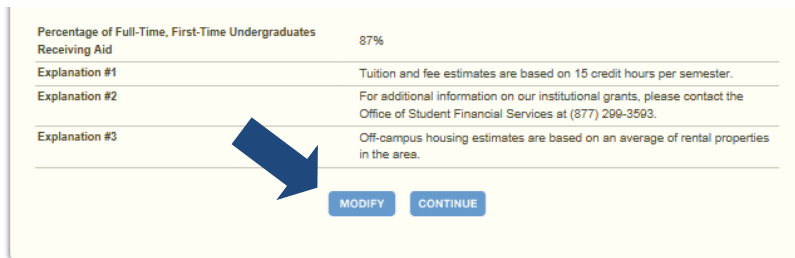 Percentage of Full-Time, First-Time Undergraduates
Receiving Aid
87%
Explanation #1
Tuition and fee estimates are based on 15 credit hours per semester.
Explanation #2
For additional information on our institutional grants, please contact the
Office of Student Financial Services at (877) 299-3593.
Explanation #3
Off-campus housing estimates are based on an average of rental properties
in the area.
MODIFY
CONTINUE